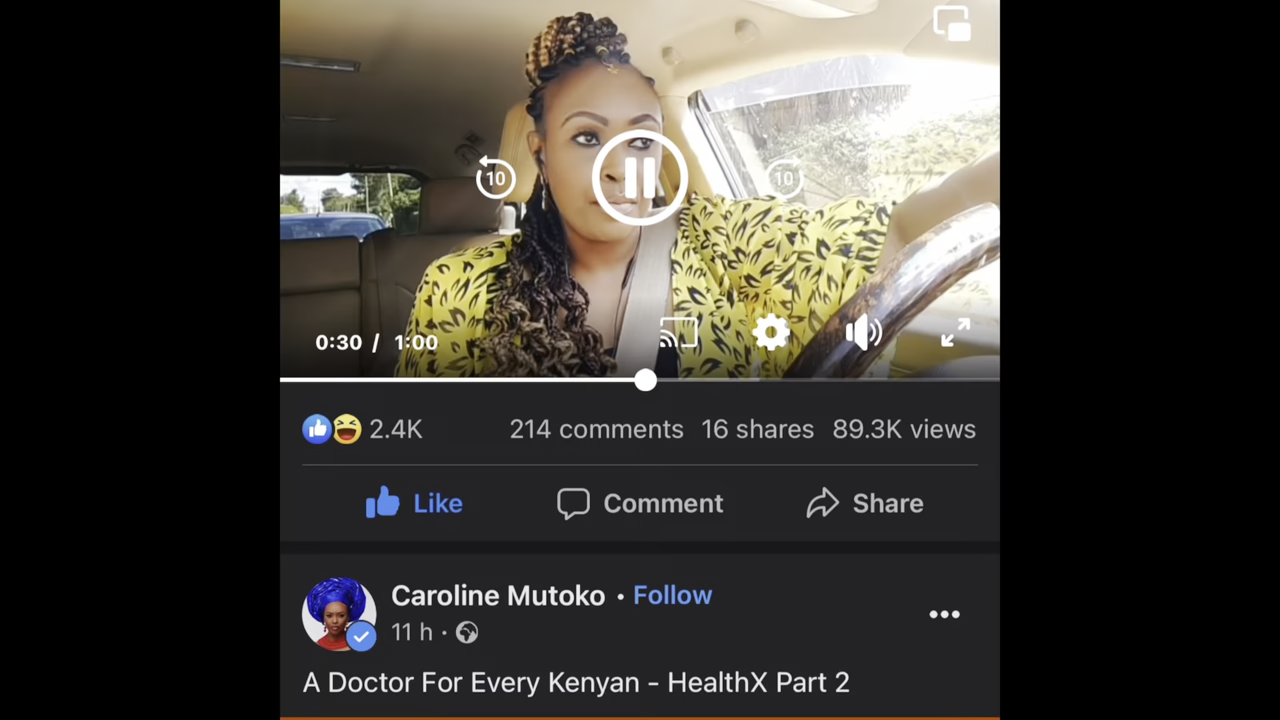 10
10
0:30 / 1:00
2.4K 214 comments 16 shares 89.3K views
Like Comment Share
Caroline Mutoko • Follow
11 h ·
A Doctor For Every Kenyan - HealthX Part 2